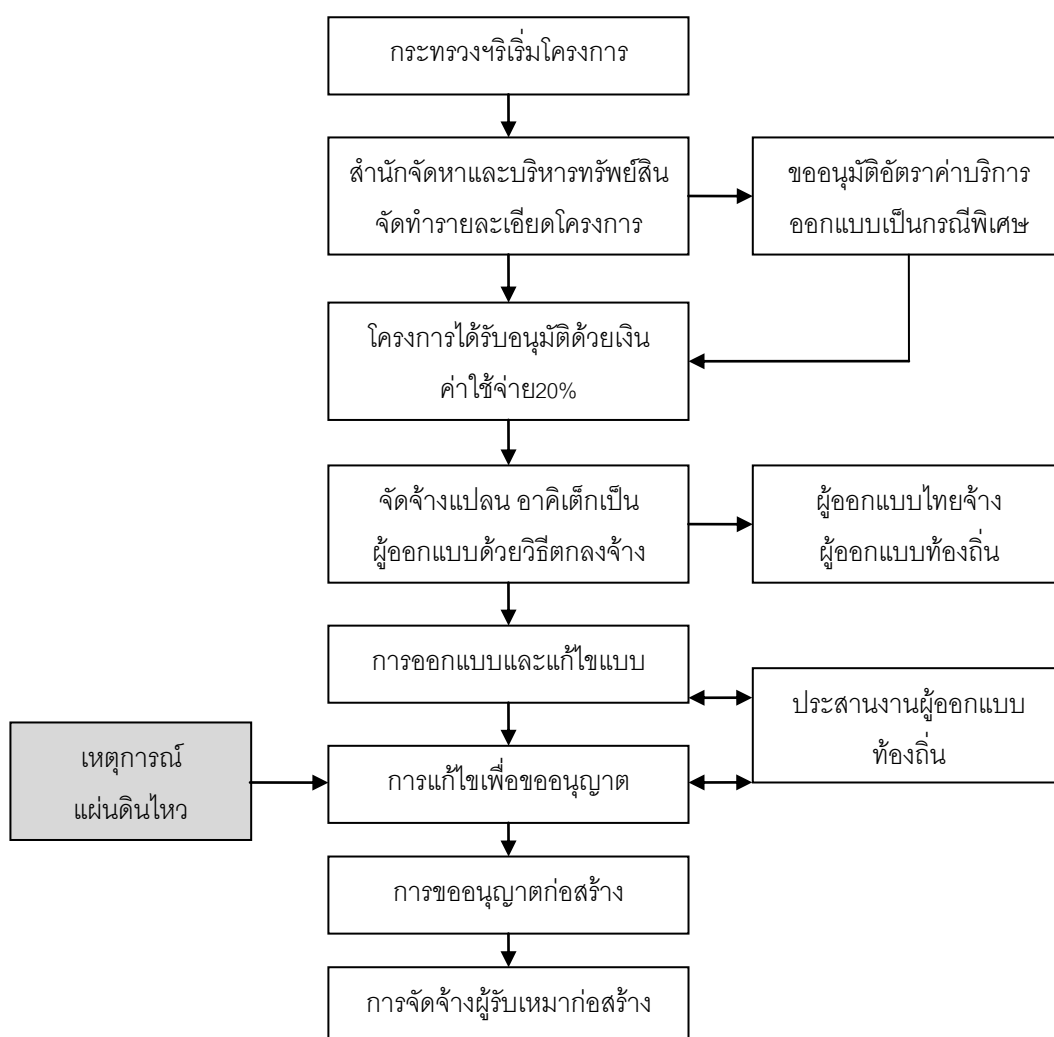 กระทรวงฯริเริ่มโครงการ
สำนักจัดหาและบริหารทรัพย์สิน
จัดทำรายละเอียดโครงการ
ขออนุมัติอัตราค่าบริการ
ออกแบบเป็นกรณีพิเศษ
โครงการได้รับอนุมัติด้วยเงิน
ค่าใช้จ่าย20%
จัดจ้างแปลน อาคิเต็กเป็น
ผู้ออกแบบด้วยวิธีตกลงจ้าง
ผู้ออกแบบไทยจ้าง
ผู้ออกแบบท้องถิ่น
การออกแบบและแก้ไขแบบ
ประสานงานผู้ออกแบบ
ท้องถิ่น
เหตุการณ์
แผ่นดินไหว
การแก้ไขเพื่อขออนุญาต
การขออนุญาตก่อสร้าง
การจัดจ้างผู้รับเหมาก่อสร้าง